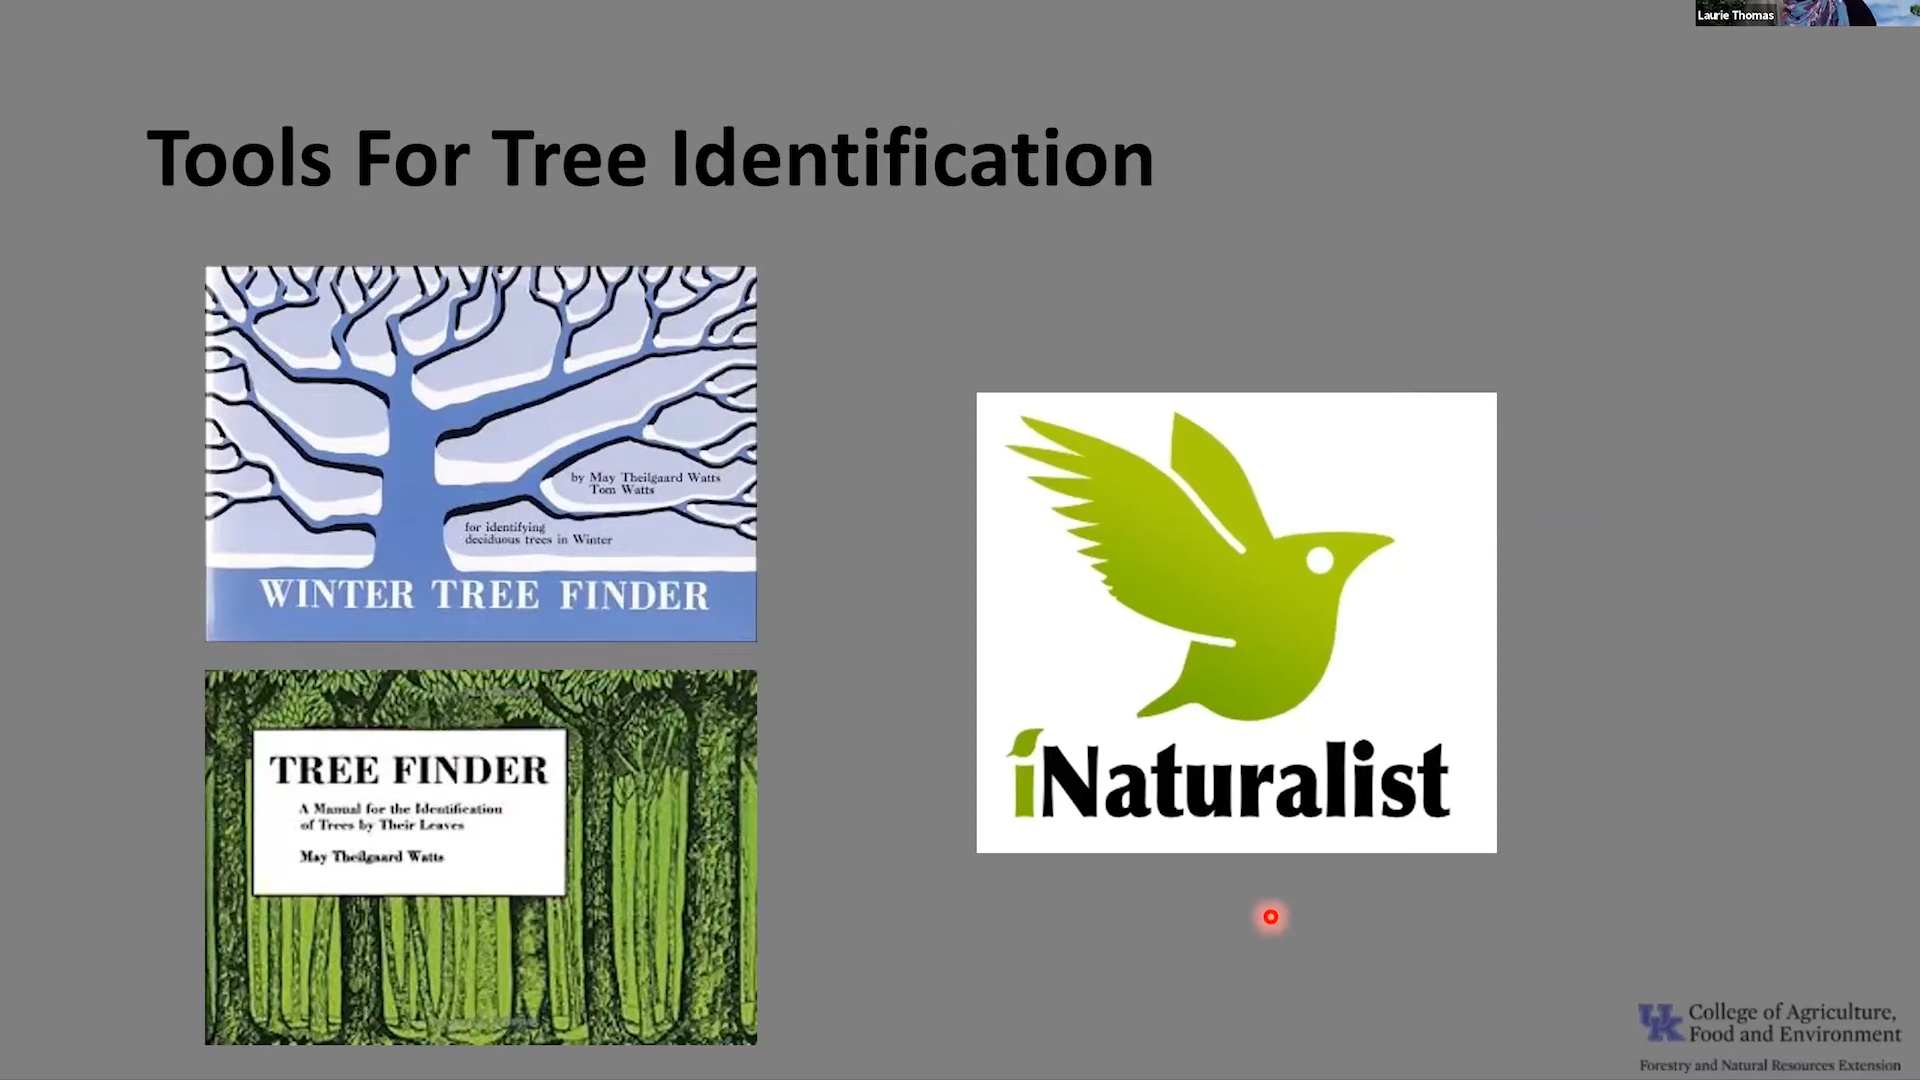 Laurie Thomas
Tools For Tree Identification
by May Theilgaard Watts
Tom Watts
for identifying
deciduous trees in Winter
WINTER TREE FINDER
TREE FINDER
A Manual for the Identification
of Trees by Their Leaves
May Theilgaard Watts
iNaturalist
UK
College of Agriculture,
Food and Environment
Forestry and Natural Resources Extension